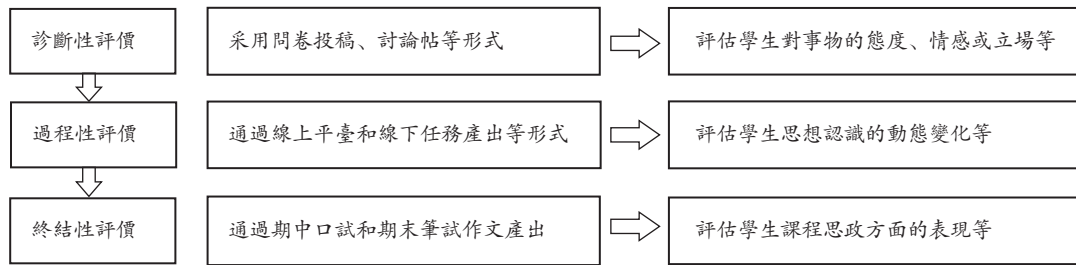 診斷性評價
采用問卷投稿、討論帖等形式
評估學生對事物的態度、情感或立場等
過程性評價
通過線上平臺和線下任務產出等形式
評估學生思想認識的動態變化等
終結性評價
通過期中口試和期末筆試作文產出
評估學生課程思政方面的表現等